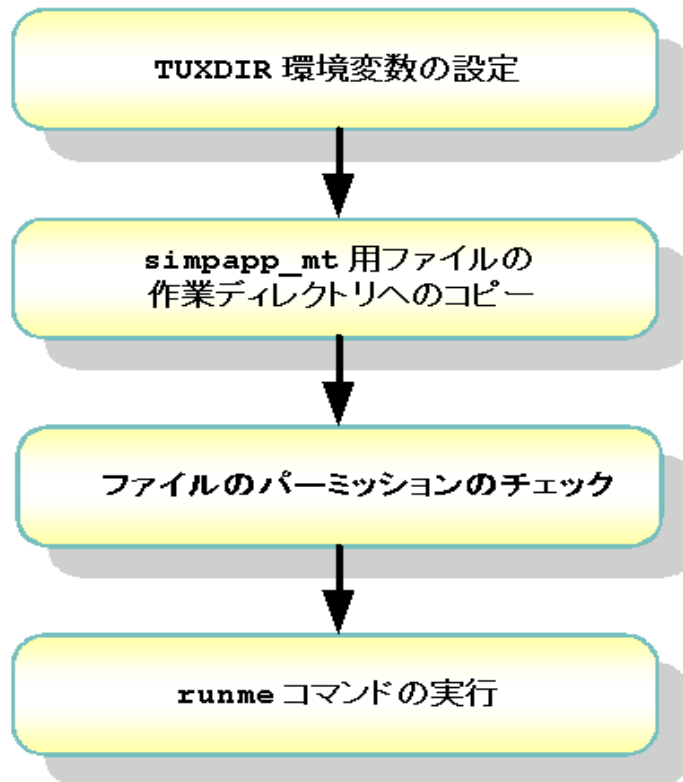 TUXDIR 環境変数の設定
simpapp_mt 用ファイルの
作業ディレクトリへのコピー
ファイルのパーミッションのチェック
runme コマンドの実行